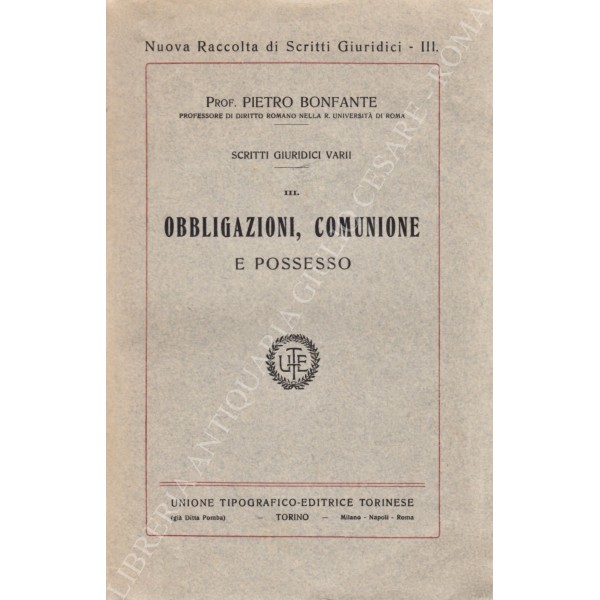 Nuova Raccolta di Scritti Giuridici - III.
PROF. PIETRO BONFANTE
PROFESSORE DI DIRITTO ROMANO NELLA R. UNIVERSITÀ DI ROMA
SCRITTI GIURIDICI VARII
III.
OBBLIGAZIONI, COMUNIONE
E POSSESSO
UTE
UNIONE TIPOGRAFICO-EDITRICE TORINESE
(già Ditta Pomba) — TORINO — Milano - Napoli - Roma
LIBRERIA ANTIQUARIA GIULIO CESARE - ROMA